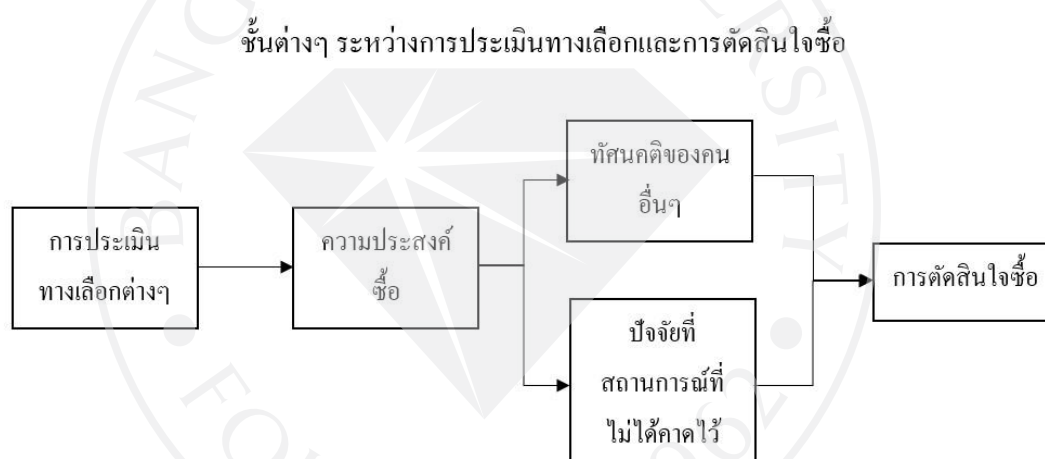 ชั้นต่างๆ ระหว่างการประเมินทางเลือกและการตัดสินใจซื้อ
การประเมิน
ทางเลือกต่างๆ
ความประสงค์
ซื้อ
ทัศนคติของคน
อื่นๆ
ปัจจัยที่
สถานการณ์ที่
ไม่ได้คาดไว้
การตัดสินใจซื้อ